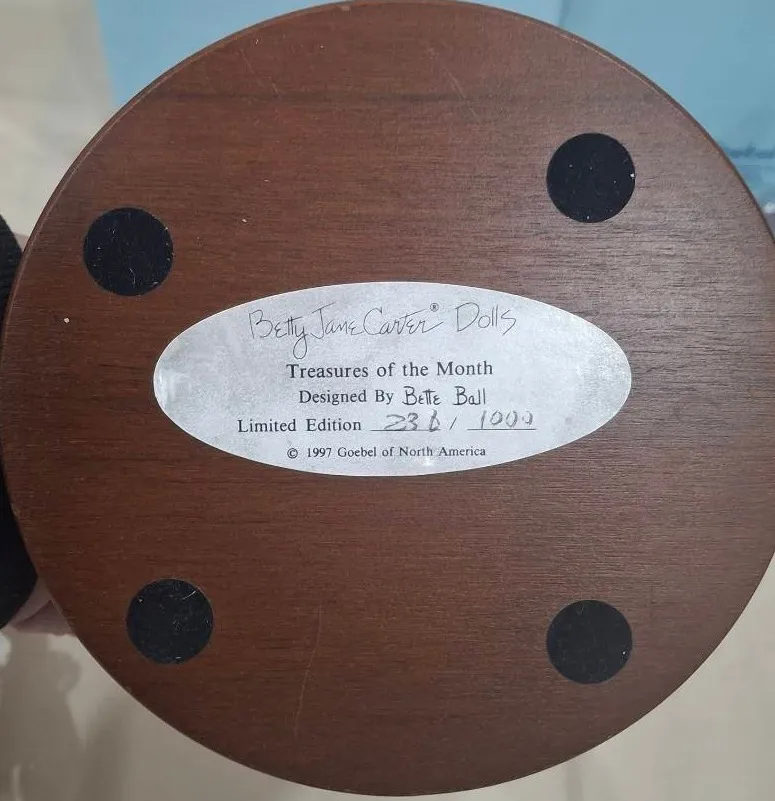 Betty Jane Carter® Dolls
Treasures of the Month
Designed By Bette Ball
Limited Edition 236/ 1000
© 1997 Goebel of North America